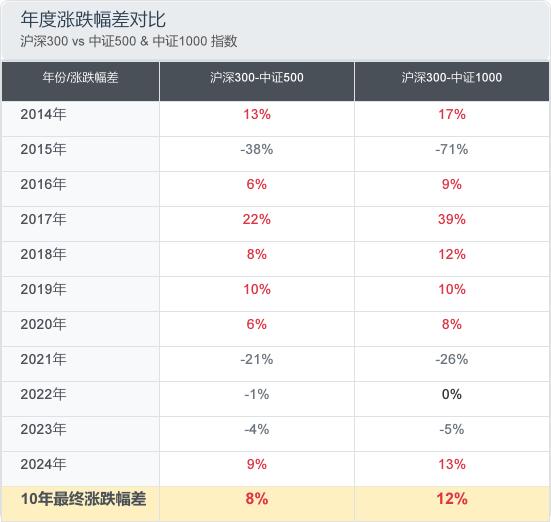 年度涨跌幅差对比
沪深300 vs 中证500 & 中证1000 指数
年份/涨跌幅差 沪深300-中证500 沪深300-中证1000
2014年 13% 17%
2015年 -38% -71%
2016年 6% 9%
2017年 22% 39%
2018年 8% 12%
2019年 10% 10%
2020年 6% 8%
2021年 -21% -26%
2022年 -1% 0%
2023年 -4% -5%
2024年 9% 13%
10年最终涨跌幅差 8% 12%